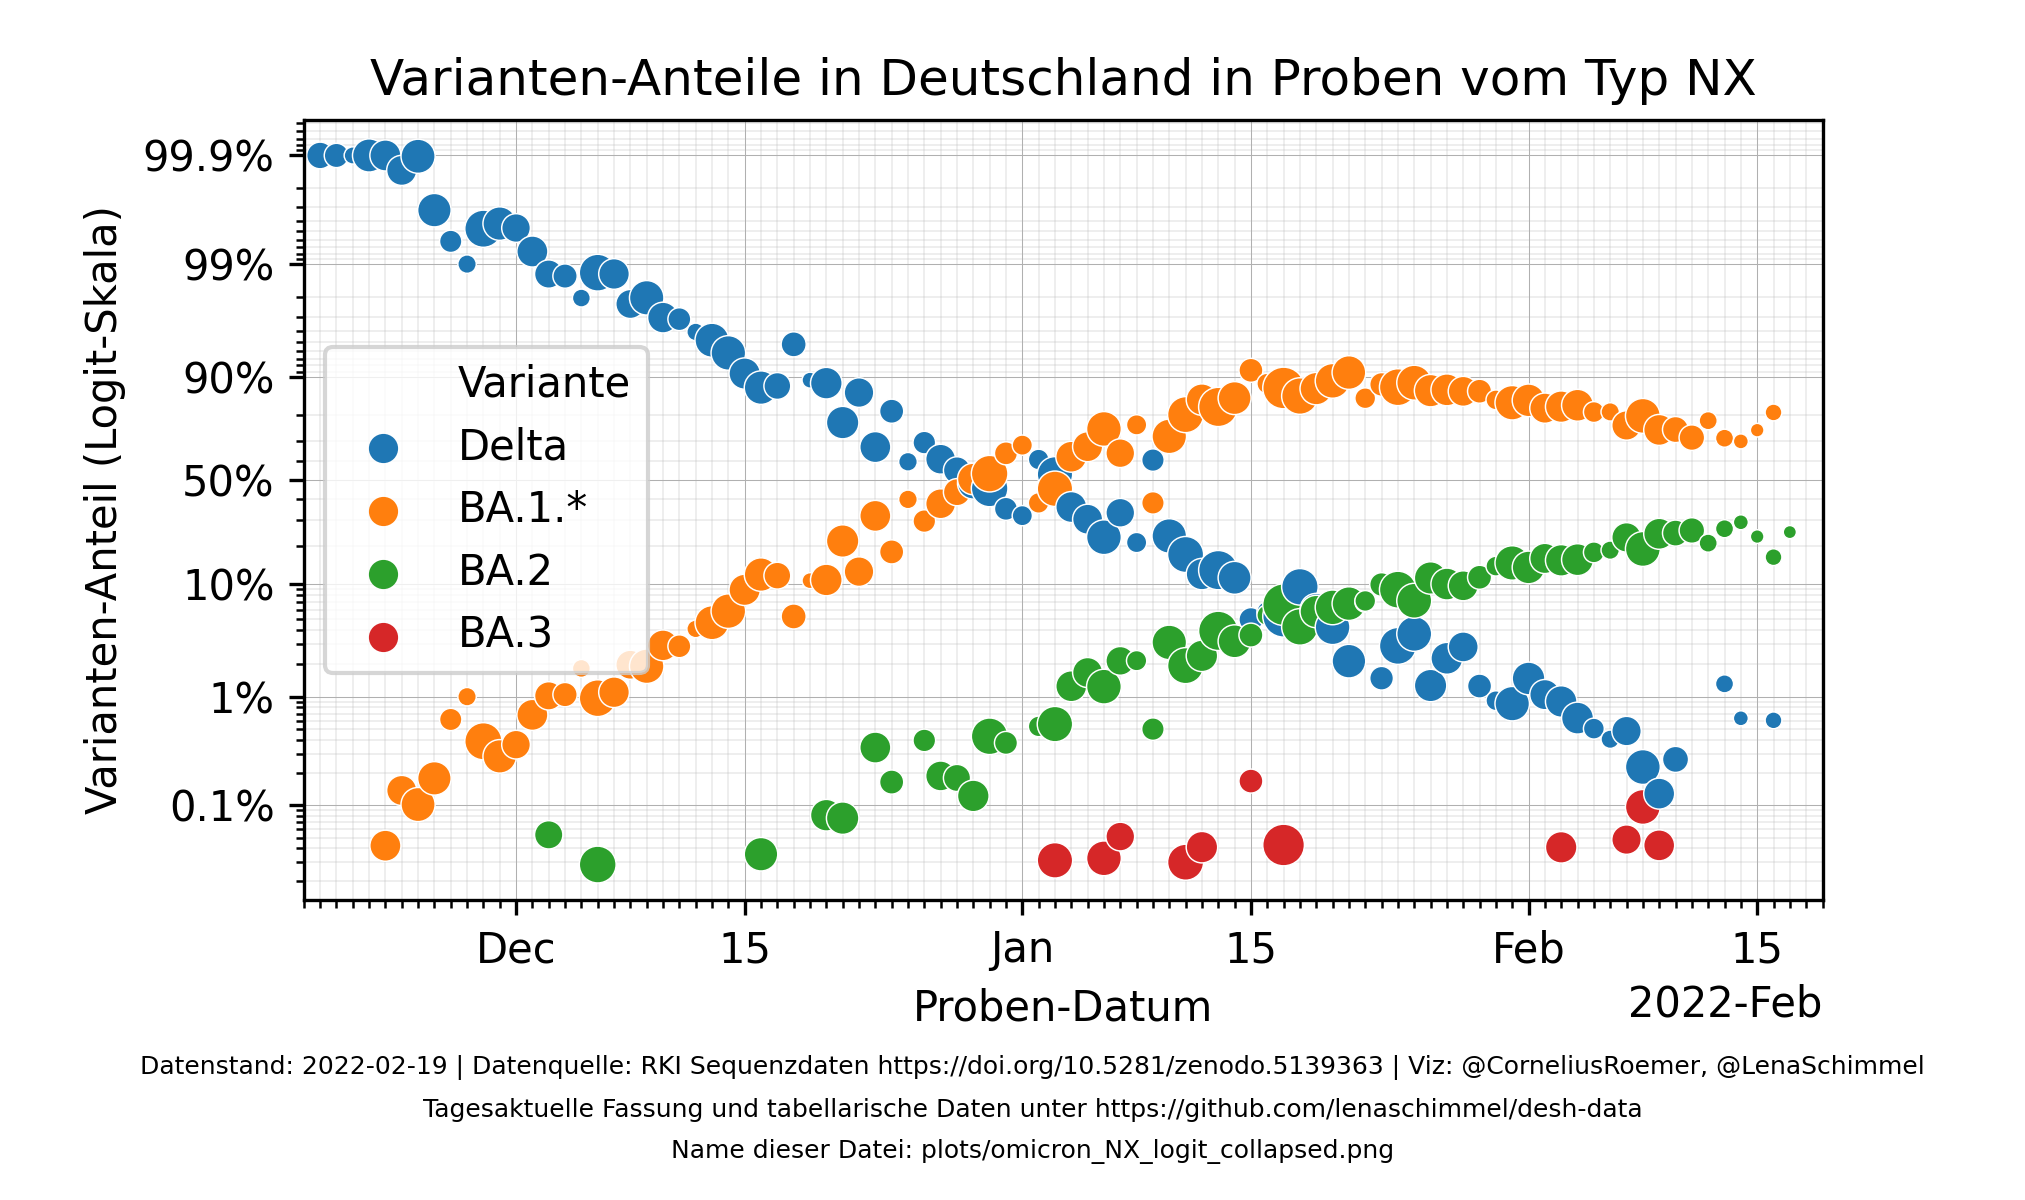 Varianten-Anteile in Deutschland in Proben vom Typ NX
Varianten-Anteil (Logit-Skala)
99.9%
99%
90%
50%
10%
1%
0.1%
Variante
Delta
BA.1.*
BA.2
BA.3
Dec 15 Jan 15 Feb 15
Proben-Datum
2022-Feb
Datenstand: 2022-02-19 | Datenquelle: RKI Sequenzdaten https://doi.org/10.5281/zenodo.5139363 | Viz: @CorneliusRoemer, @LenaSchimmel
Tagesaktuelle Fassung und tabellarische Daten unter https://github.com/lenaschimmel/desh-data
Name dieser Datei: plots/omicron_NX_logit_collapsed.png